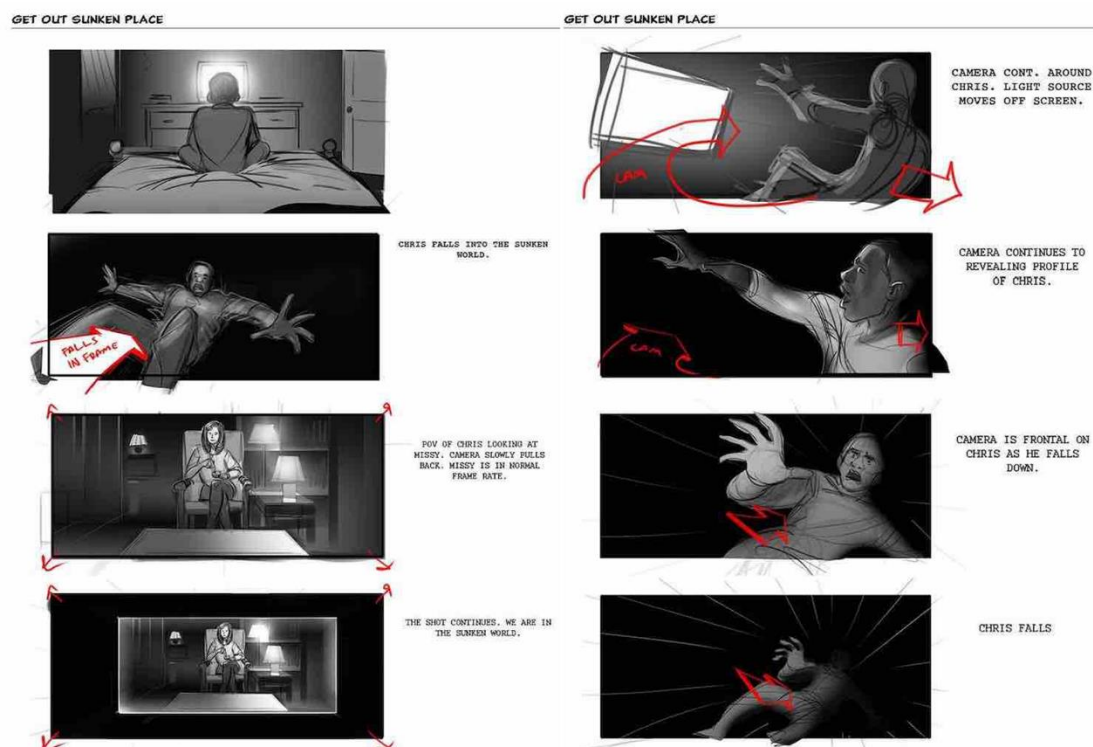 GET OUT SUNKEN PLACE
CHRIS FALLS INTO THE SUNKEN
WORLD.
FALLS
IN FRAME
POV OF CHRIS LOOKING AT
MISSY. CAMERA SLOWLY PULLS
BACK. MISSY IS IN NORMAL
FRAME RATE.
THE SHOT CONTINUES. WE ARE IN
THE SUNKEN WORLD.
GET OUT SUNKEN PLACE
CAMERA CONT. AROUND
CHRIS. LIGHT SOURCE
MOVES OFF SCREEN.
CAM
CAMERA CONTINUES TO
REVEALING PROFILE
OF CHRIS.
CAM
CAMERA IS FRONTAL ON
CHRIS AS HE FALLS
DOWN.
CHRIS FALLS